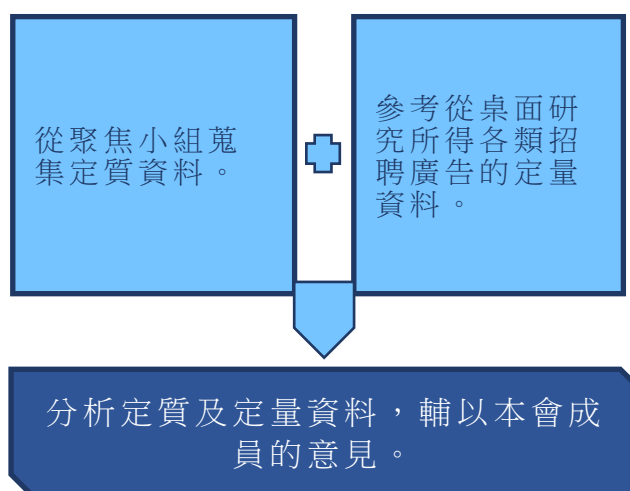 從聚焦小組蒐
集定質資料。
參考從桌面研
究所得各類招
聘廣告的定量
資料。
分析定質及定量資料，輔以本會成
員的意見。